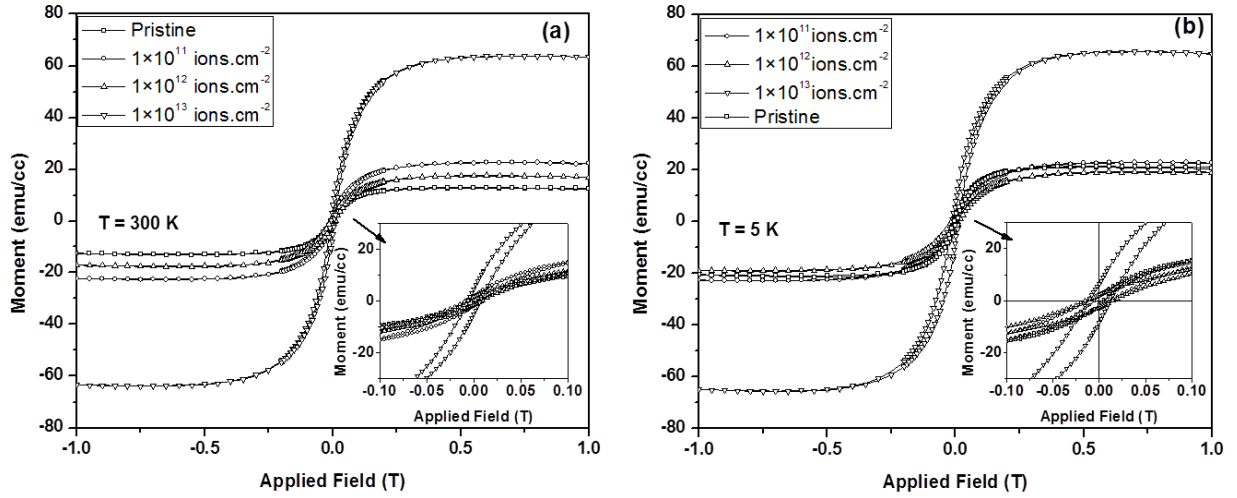 (a)
Pristine
1×10¹¹ ions.cm⁻²
1×10¹² ions.cm⁻²
1×10¹³ ions.cm⁻²
T = 300 K
Moment (emu/cc)
80
60
40
20
0
-20
-40
-60
-80
-1.0 -0.5 0.0 0.5 1.0
Applied Field (T)
Moment (emu/cc)
20
0
-20
-0.10 -0.05 0.00 0.05 0.10
Applied Field (T)
(b)
1×10¹¹ions.cm⁻²
1×10¹²ions.cm⁻²
1×10¹³ions.cm⁻²
Pristine
T = 5 K
Moment (emu/cc)
80
60
40
20
0
-20
-40
-60
-80
-1.0 -0.5 0.0 0.5 1.0
Applied Field (T)
Moment (emu/cc)
20
0
-20
-0.10 -0.05 0.00 0.05 0.10
Applied Field (T)